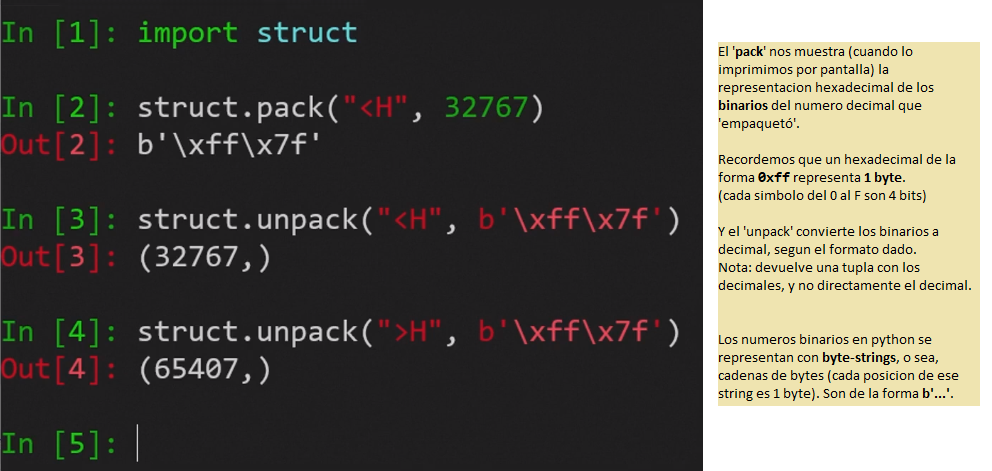 In [1]: import struct
In [2]: struct.pack("<H", 32767)
Out[2]: b'\xff\x7f'
In [3]: struct.unpack("<H", b'\xff\x7f')
Out[3]: (32767,)
In [4]: struct.unpack(">H", b'\xff\x7f')
Out[4]: (65407,)
In [5]:
El 'pack' nos muestra (cuando lo
imprimimos por pantalla) la
representacion hexadecimal de los
binarios del numero decimal que
'empaquetó'.
Recordemos que un hexadecimal de la
forma 0xff representa 1 byte.
(cada simbolo del 0 al F son 4 bits)
Y el 'unpack' convierte los binarios a
decimal, segun el formato dado.
Nota: devuelve una tupla con los
decimales, y no directamente el decimal.
Los numeros binarios en python se
representan con byte-strings, o sea,
cadenas de bytes (cada posicion de ese
string es 1 byte). Son de la forma b'...'.